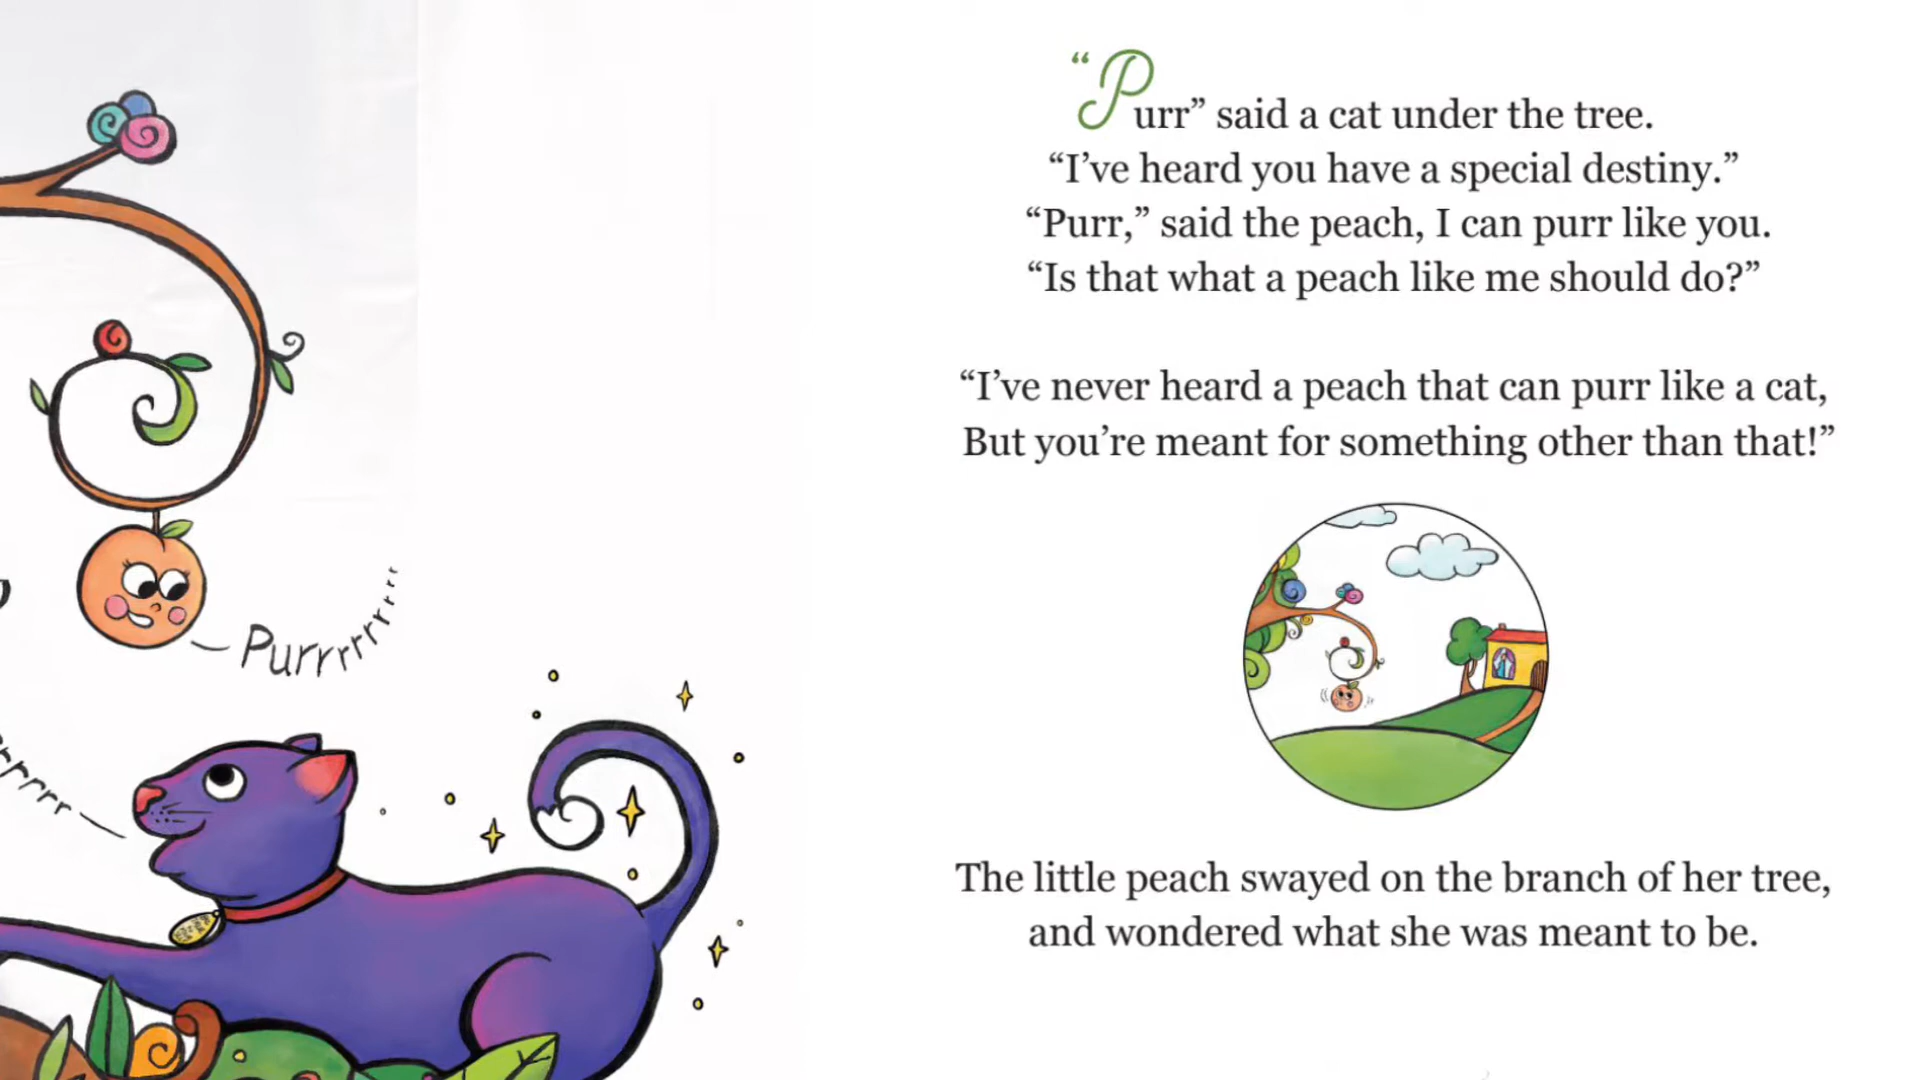 “Purr” said a cat under the tree.
“I’ve heard you have a special destiny.”
“Purr,” said the peach, I can purr like you.
“Is that what a peach like me should do?”
“I’ve never heard a peach that can purr like a cat,
But you’re meant for something other than that!”
Purrrrrrrr
The little peach swayed on the branch of her tree,
and wondered what she was meant to be.